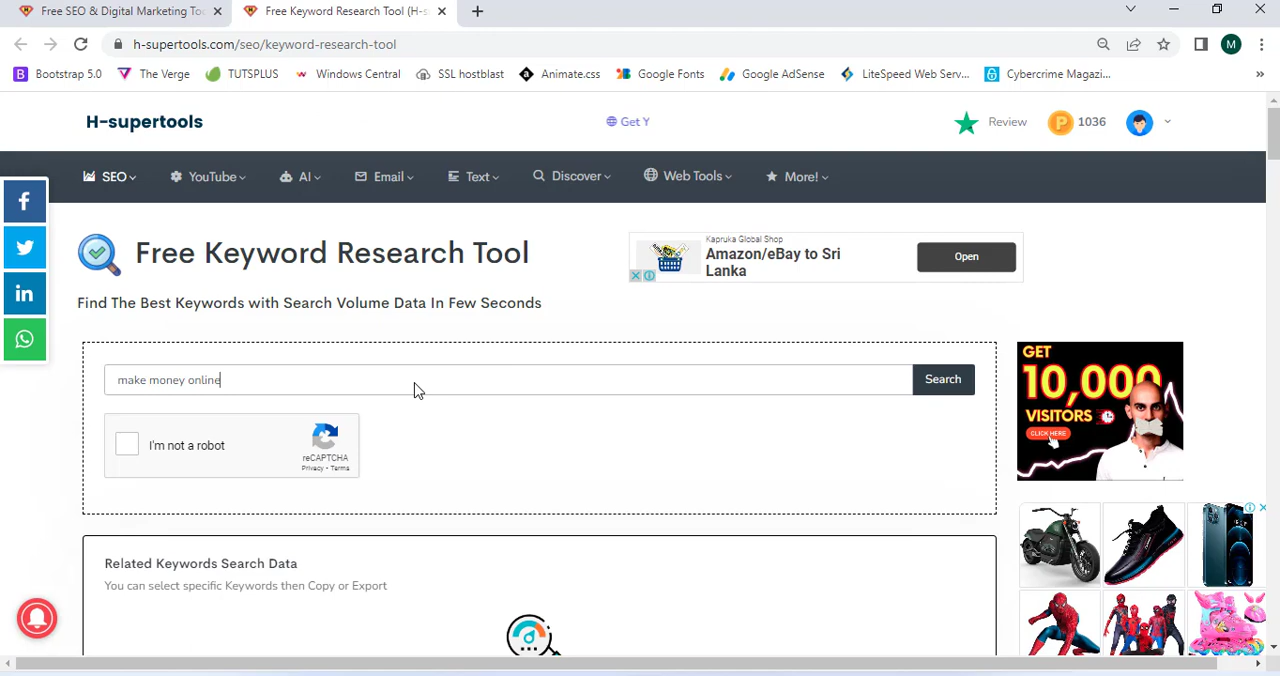 Free SEO & Digital Marketing Too
Free Keyword Research Tool (H-s
h-supertools.com/seo/keyword-research-tool
M
B Bootstrap 5.0 The Verge TUTSPLUS Windows Central SSL hostblast Animate.css Google Fonts Google AdSense LiteSpeed Web Serv... Cybercrime Magazi...
H-supertools
Get Y
Review
P 1036
SEO YouTube AI Email Text Discover Web Tools More!
Free Keyword Research Tool
Kapruka Global Shop
Amazon/eBay to Sri
Lanka
Open
Find The Best Keywords with Search Volume Data In Few Seconds
make money online
Search
I'm not a robot
reCAPTCHA
Privacy - Terms
GET
10,000
VISITORS
CLICK HERE
Related Keywords Search Data
You can select specific Keywords then Copy or Export